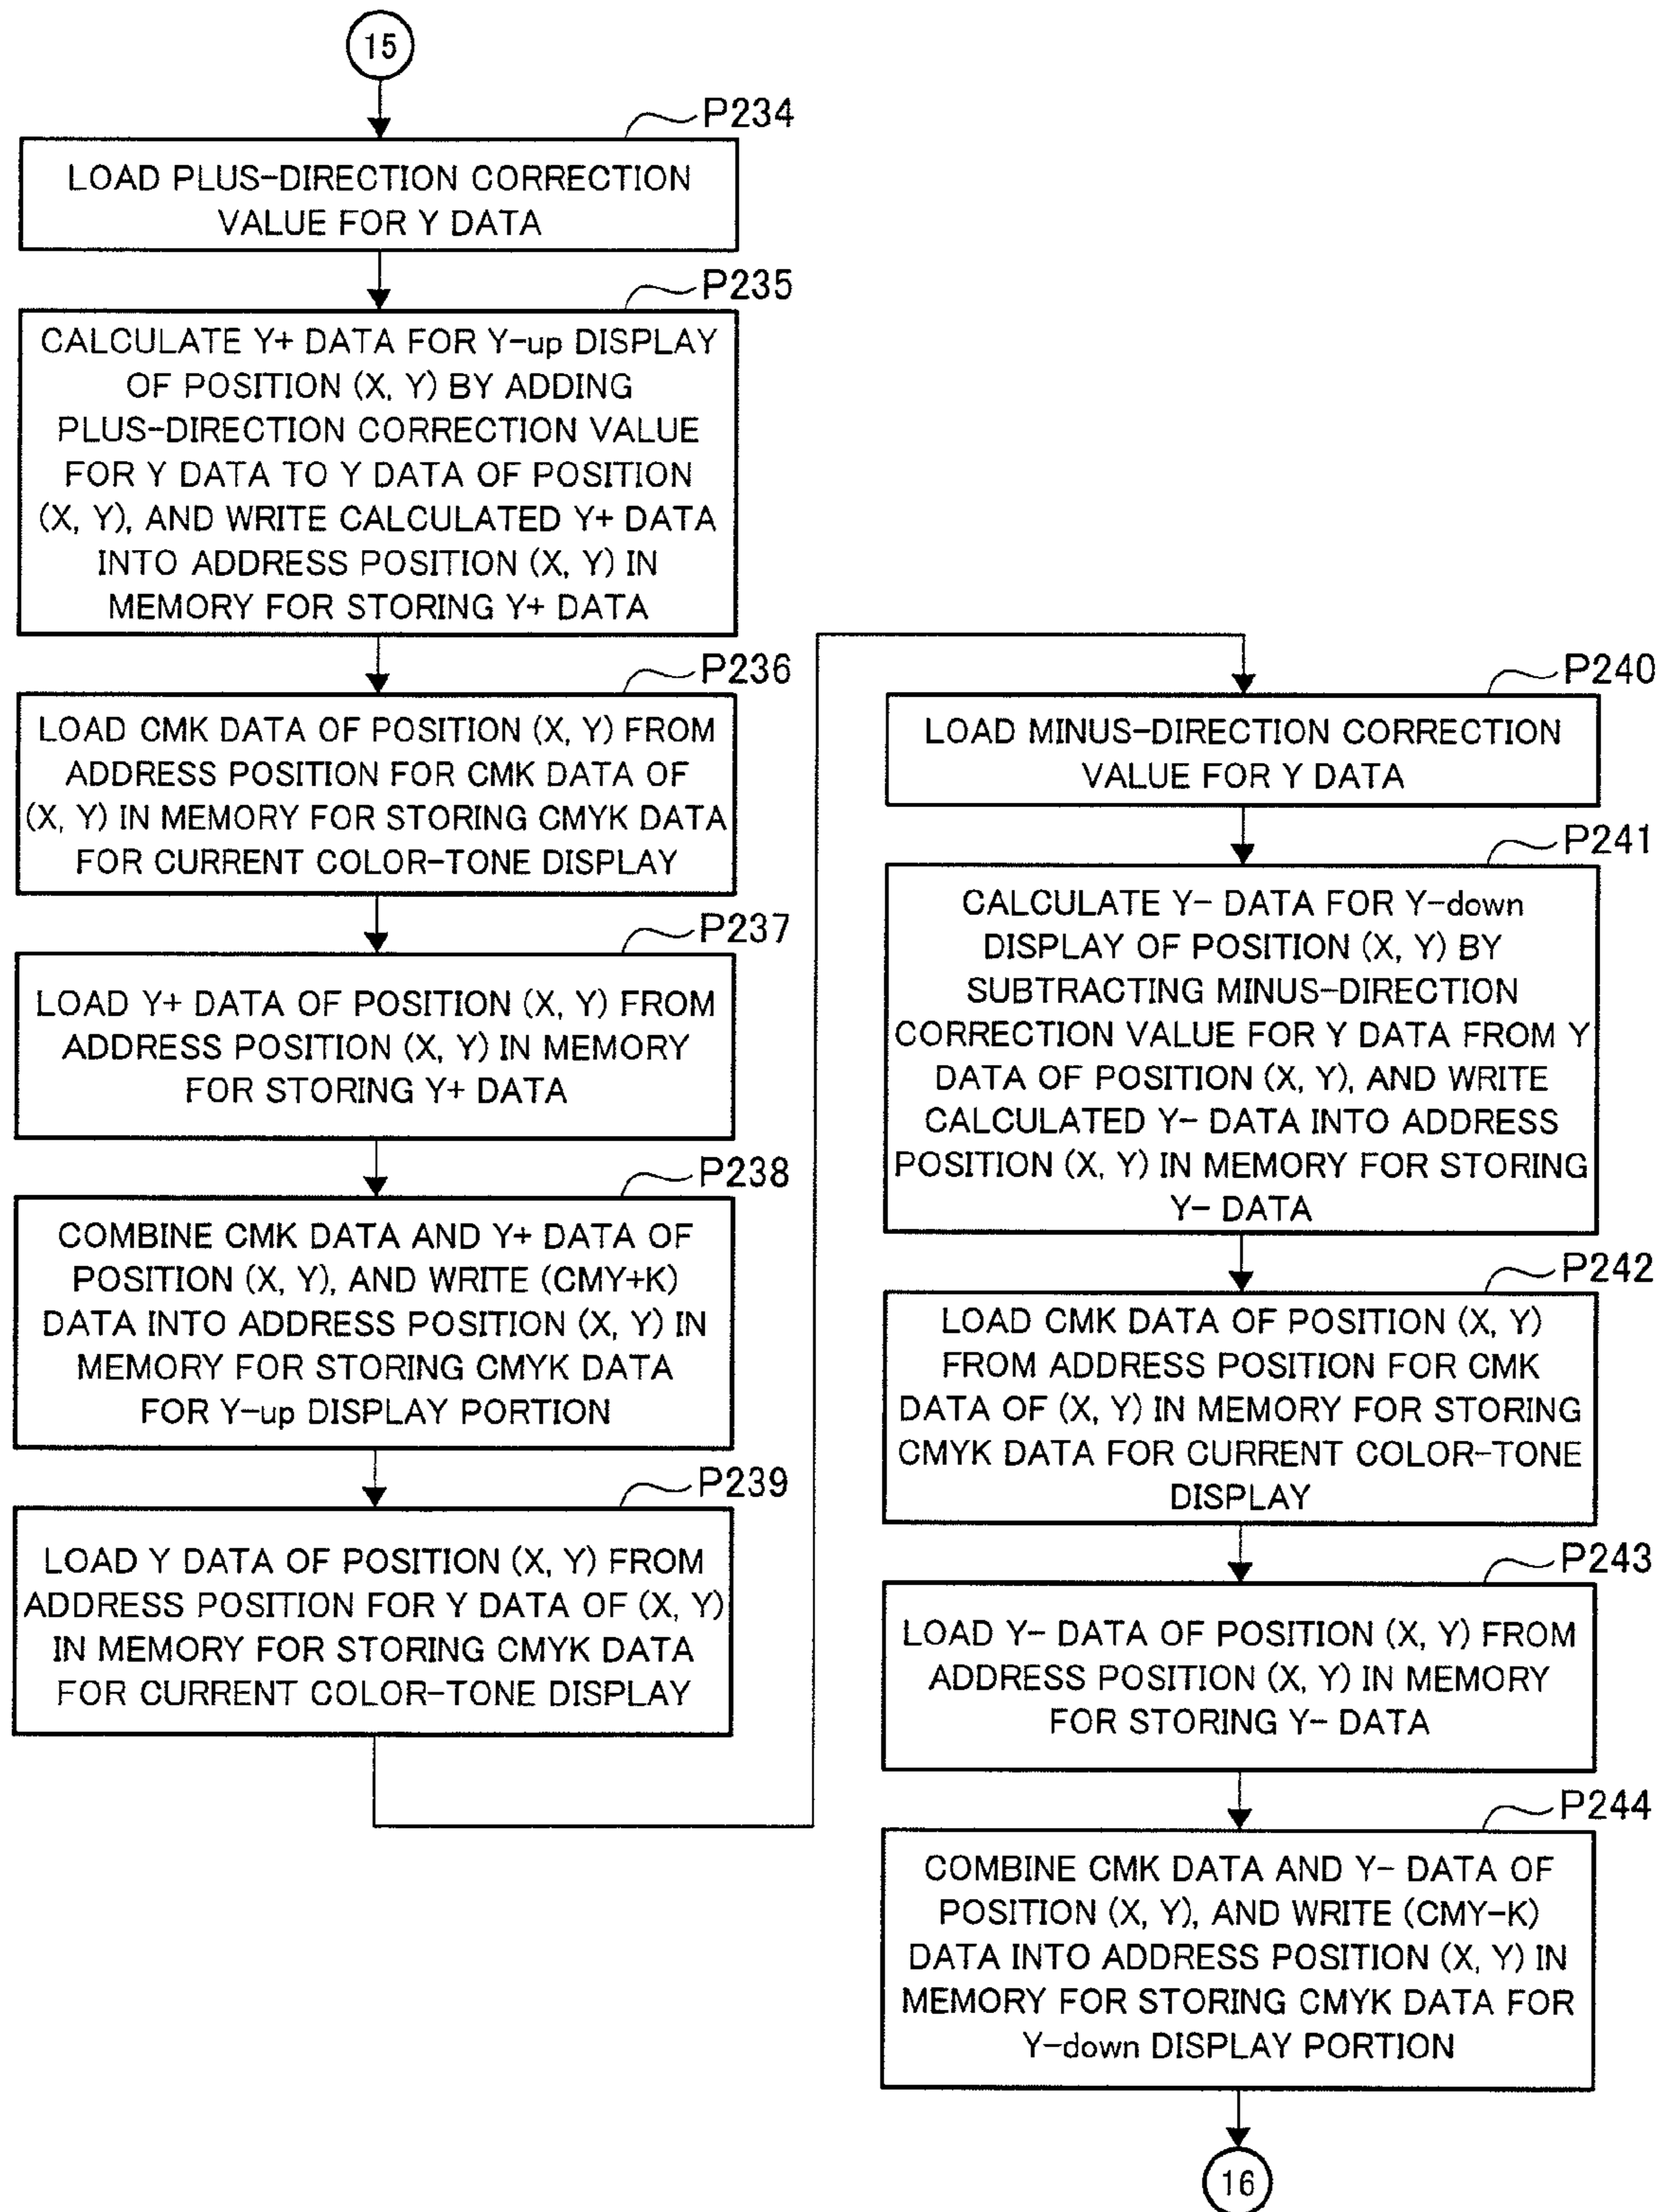 15
P234
LOAD PLUS-DIRECTION CORRECTION
VALUE FOR Y DATA
P235
CALCULATE Y+ DATA FOR Y-up DISPLAY
OF POSITION (X, Y) BY ADDING
PLUS-DIRECTION CORRECTION VALUE
FOR Y DATA TO Y DATA OF POSITION
(X, Y), AND WRITE CALCULATED Y+ DATA
INTO ADDRESS POSITION (X, Y) IN
MEMORY FOR STORING Y+ DATA
P236
LOAD CMK DATA OF POSITION (X, Y) FROM
ADDRESS POSITION FOR CMK DATA OF
(X, Y) IN MEMORY FOR STORING CMYK DATA
FOR CURRENT COLOR-TONE DISPLAY
P237
LOAD Y+ DATA OF POSITION (X, Y) FROM
ADDRESS POSITION (X, Y) IN MEMORY
FOR STORING Y+ DATA
P238
COMBINE CMK DATA AND Y+ DATA OF
POSITION (X, Y), AND WRITE (CMY+K)
DATA INTO ADDRESS POSITION (X, Y) IN
MEMORY FOR STORING CMYK DATA
FOR Y-up DISPLAY PORTION
P239
LOAD Y DATA OF POSITION (X, Y) FROM
ADDRESS POSITION FOR Y DATA OF (X, Y)
IN MEMORY FOR STORING CMYK DATA
FOR CURRENT COLOR-TONE DISPLAY
P240
LOAD MINUS-DIRECTION CORRECTION
VALUE FOR Y DATA
P241
CALCULATE Y- DATA FOR Y-down
DISPLAY OF POSITION (X, Y) BY
SUBTRACTING MINUS-DIRECTION
CORRECTION VALUE FOR Y DATA FROM Y
DATA OF POSITION (X, Y), AND WRITE
CALCULATED Y- DATA INTO ADDRESS
POSITION (X, Y) IN MEMORY FOR STORING
Y- DATA
P242
LOAD CMK DATA OF POSITION (X, Y)
FROM ADDRESS POSITION FOR CMK
DATA OF (X, Y) IN MEMORY FOR STORING
CMYK DATA FOR CURRENT COLOR-TONE
DISPLAY
P243
LOAD Y- DATA OF POSITION (X, Y) FROM
ADDRESS POSITION (X, Y) IN MEMORY
FOR STORING Y- DATA
P244
COMBINE CMK DATA AND Y- DATA OF
POSITION (X, Y), AND WRITE (CMY-K)
DATA INTO ADDRESS POSITION (X, Y) IN
MEMORY FOR STORING CMYK DATA FOR
Y-down DISPLAY PORTION
16